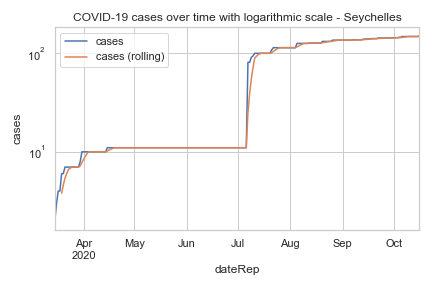 COVID-19 cases over time with logarithmic scale - Seychelles
cases
cases (rolling)
cases
10²
10¹
Apr May Jun Jul Aug Sep Oct
2020
dateRep